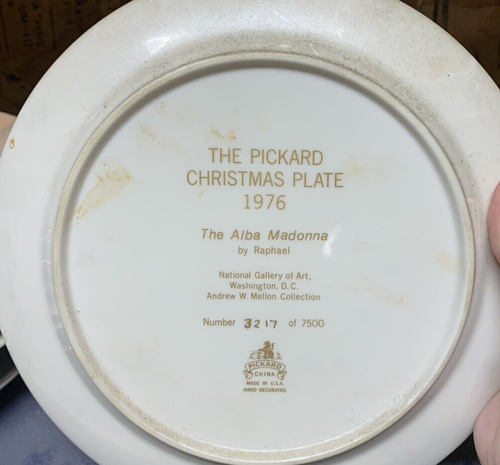 THE PICKARD
CHRISTMAS PLATE
1976
The Alba Madonna
by Raphael
National Gallery of Art,
Washington, D.C.
Andrew W. Mellon Collection
Number 3217 of 7500
PICKARD
CHINA
MADE IN U.S.A.
HAND DECORATED